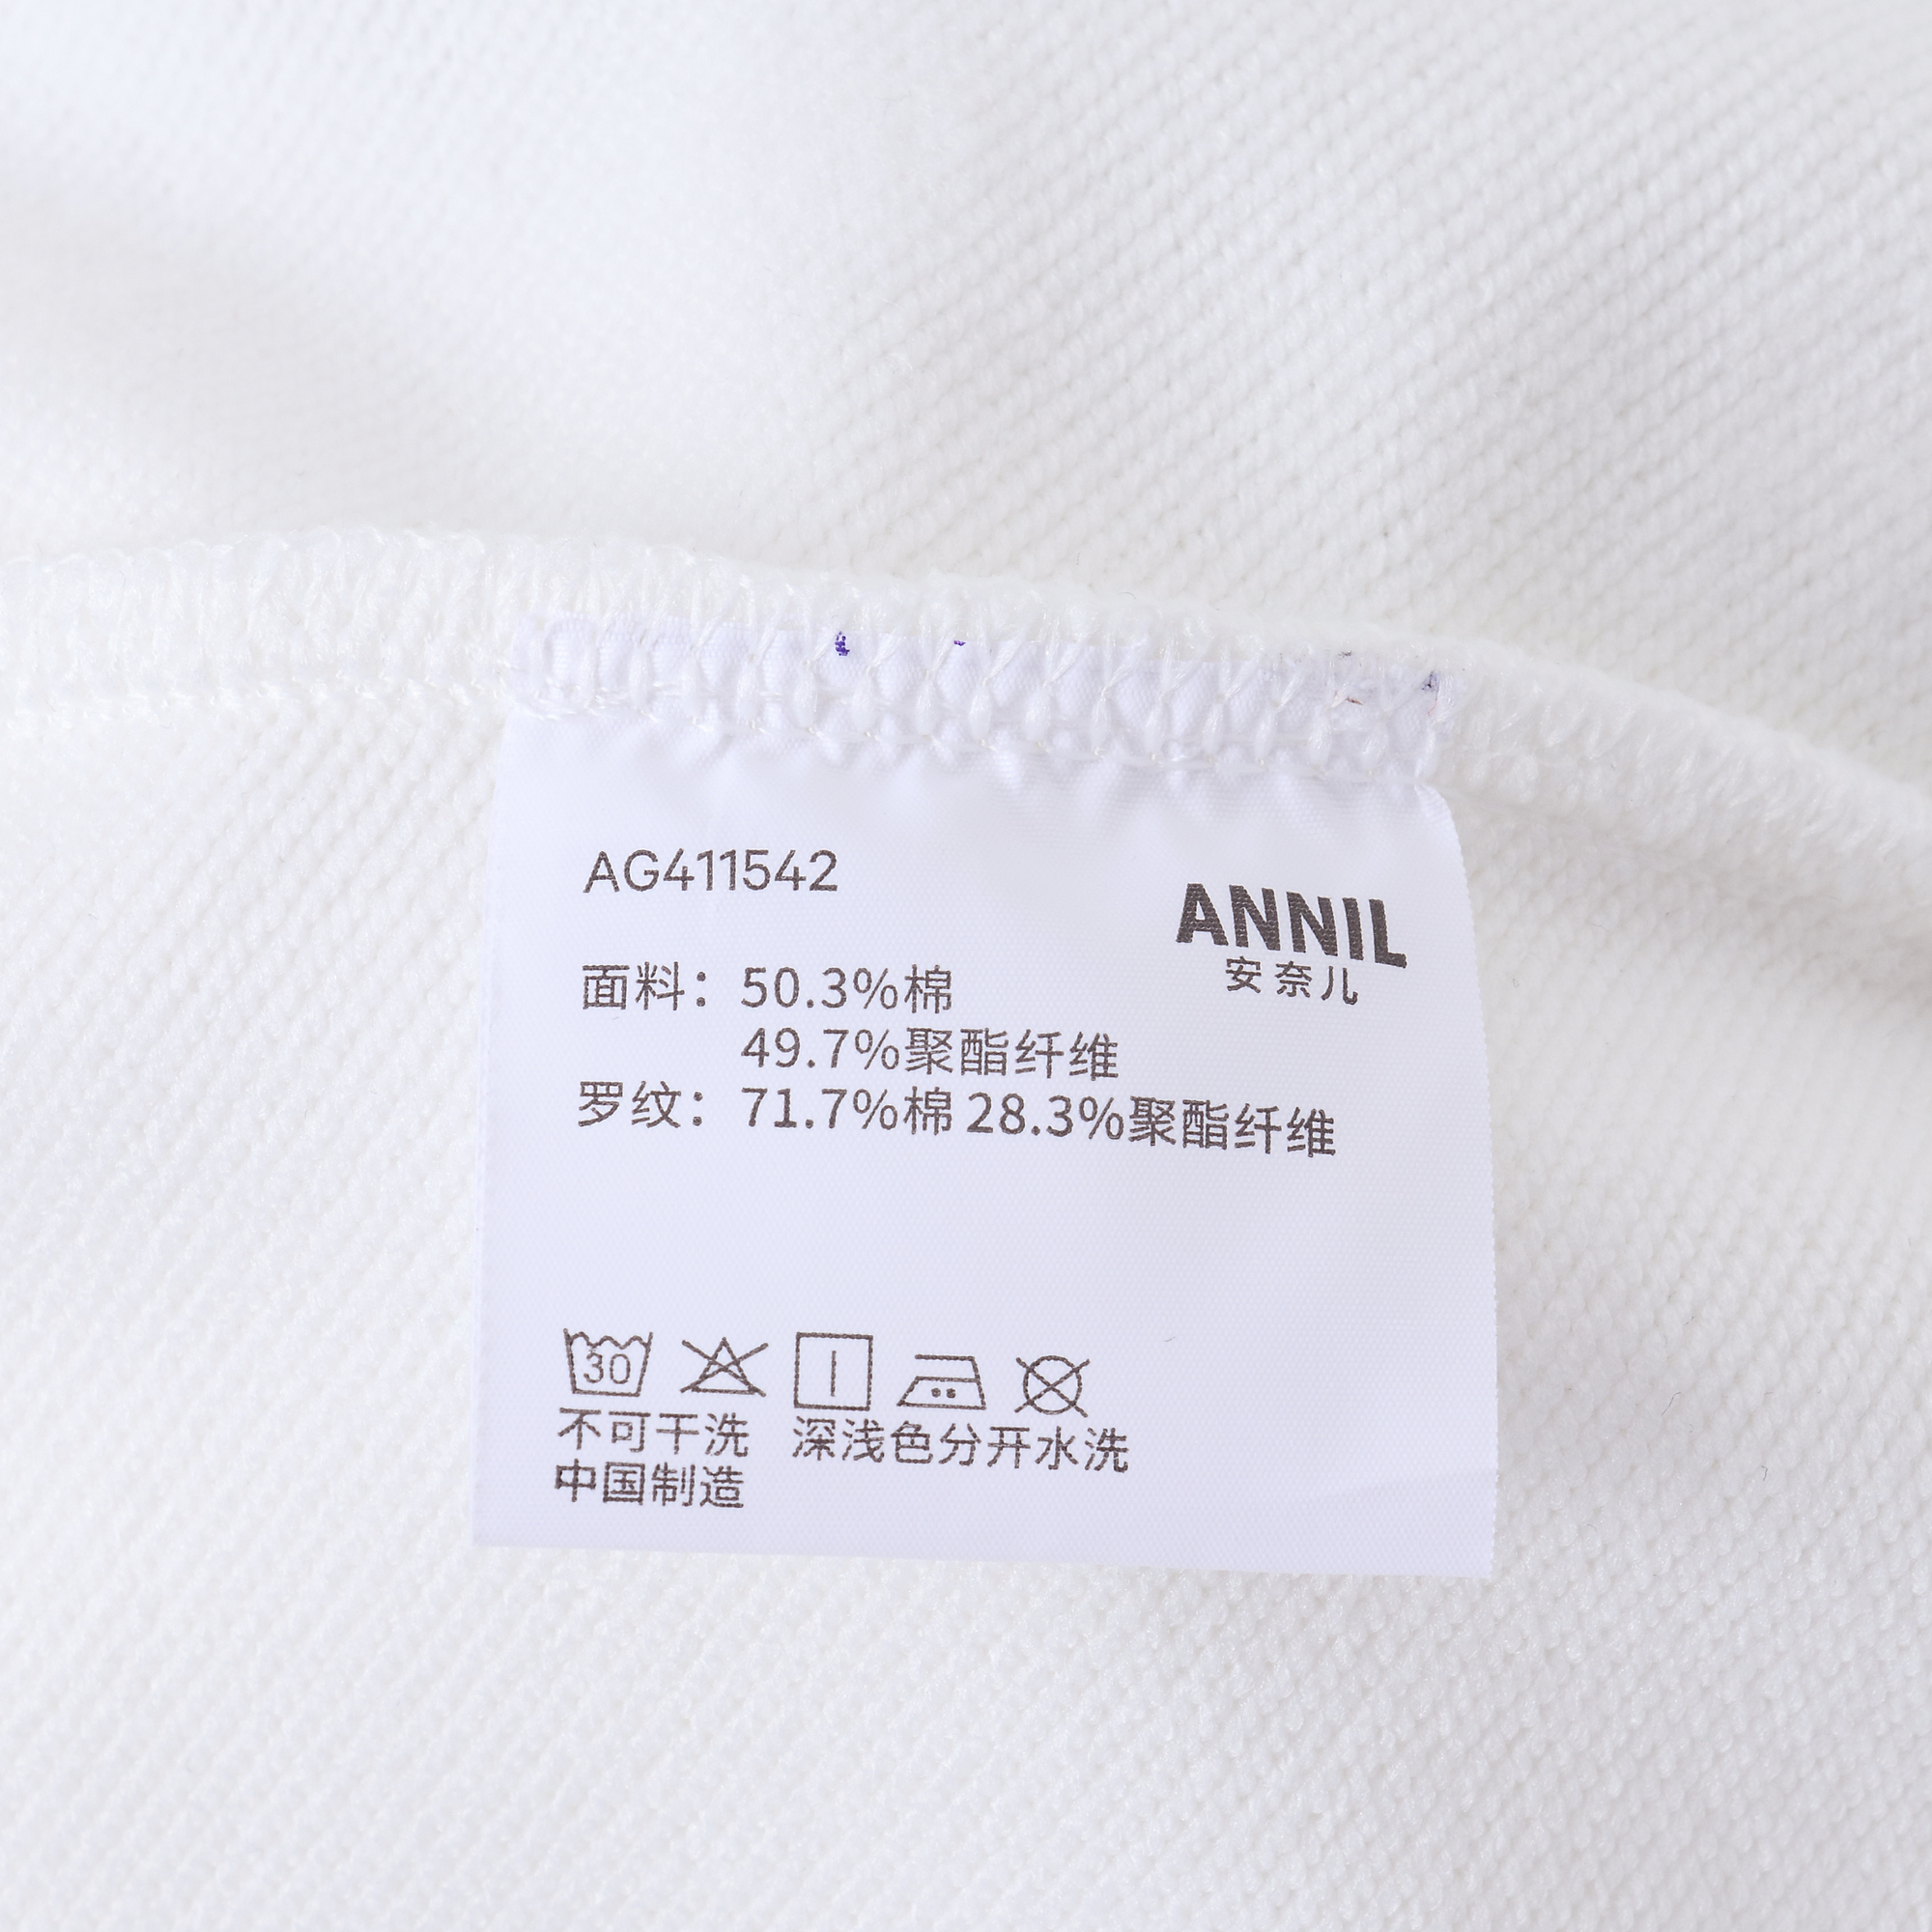 AG411542
ANNIL
安奈儿
面料：50.3%棉
49.7%聚酯纤维
罗纹：71.7%棉 28.3%聚酯纤维
30
不可干洗 深浅色分开水洗
中国制造